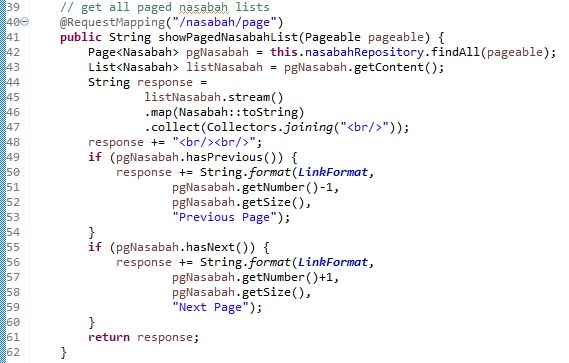 39 // get all paged nasabah lists
40 @RequestMapping("/nasabah/page")
41 public String showPagedNasabahList(Pageable pageable) {
42 Page<Nasabah> pgNasabah = this.nasabahRepository.findAll(pageable);
43 List<Nasabah> listNasabah = pgNasabah.getContent();
44 String response =
45 listNasabah.stream()
46 .map(Nasabah::toString)
47 .collect(Collectors.joining("<br/>"));
48 response += "<br/><br/>";
49 if (pgNasabah.hasPrevious()) {
50 response += String.format(LinkFormat,
51 pgNasabah.getNumber()-1,
52 pgNasabah.getSize(),
53 "Previous Page");
54 }
55 if (pgNasabah.hasNext()) {
56 response += String.format(LinkFormat,
57 pgNasabah.getNumber()+1,
58 pgNasabah.getSize(),
59 "Next Page");
60 }
61 return response;
62 }